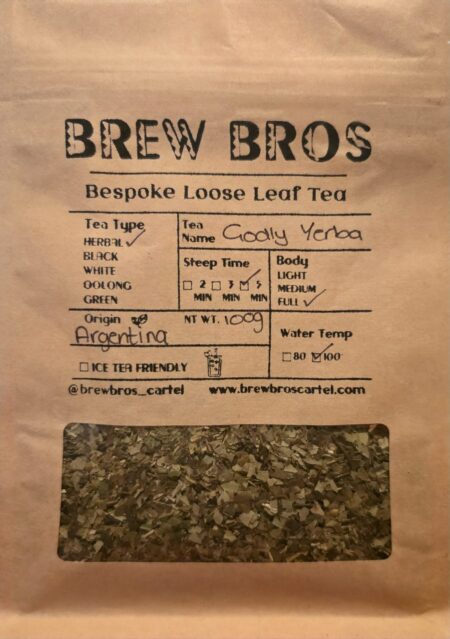 BREW BROS
Bespoke Loose Leaf Tea
Tea Type
HERBAL ✓
BLACK
WHITE
OOLONG
GREEN
Tea Name Godly Yerba
Steep Time
☐ 2 MIN ☐ 3 MIN ☑ 5 MIN
Body
LIGHT
MEDIUM
FULL ✓
Origin
Argentina
NT WT. 100g
Water Temp
☐ 80 ☑ 100
☐ ICE TEA FRIENDLY
@brewbros_cartel www.brewbroscartel.com